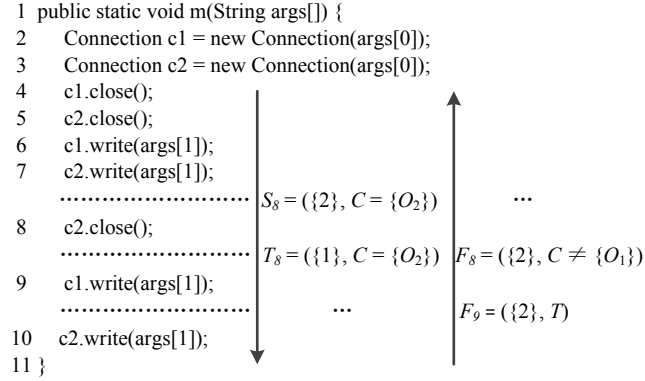 1 public static void m(String args[]) {
2 Connection c1 = new Connection(args[0]);
3 Connection c2 = new Connection(args[0]);
4 c1.close();
5 c2.close();
6 c1.write(args[1]);
7 c2.write(args[1]);
S₈ = ({2}, C = {O₂}) ...
8 c2.close();
T₈ = ({1}, C = {O₂}) F₈ = ({2}, C ≠ {O₁})
9 c1.write(args[1]);
... F₉ = ({2}, T)
10 c2.write(args[1]);
11 }